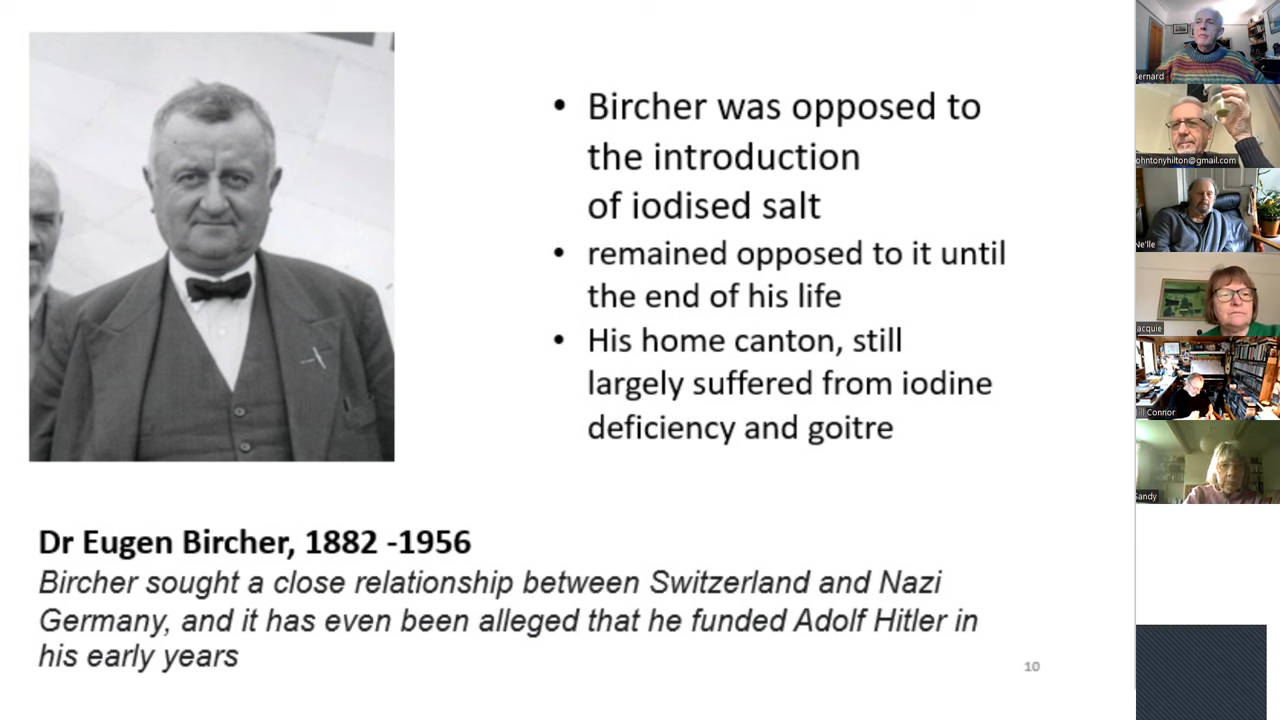 • Bircher was opposed to
the introduction
of iodised salt
• remained opposed to it until
the end of his life
• His home canton, still
largely suffered from iodine
deficiency and goitre
Dr Eugen Bircher, 1882 -1956
Bircher sought a close relationship between Switzerland and Nazi
Germany, and it has even been alleged that he funded Adolf Hitler in
his early years
10
Bernard
ohntonyhilton@gmail.com
Ne'lle
acquie
ill Connor
Sandy